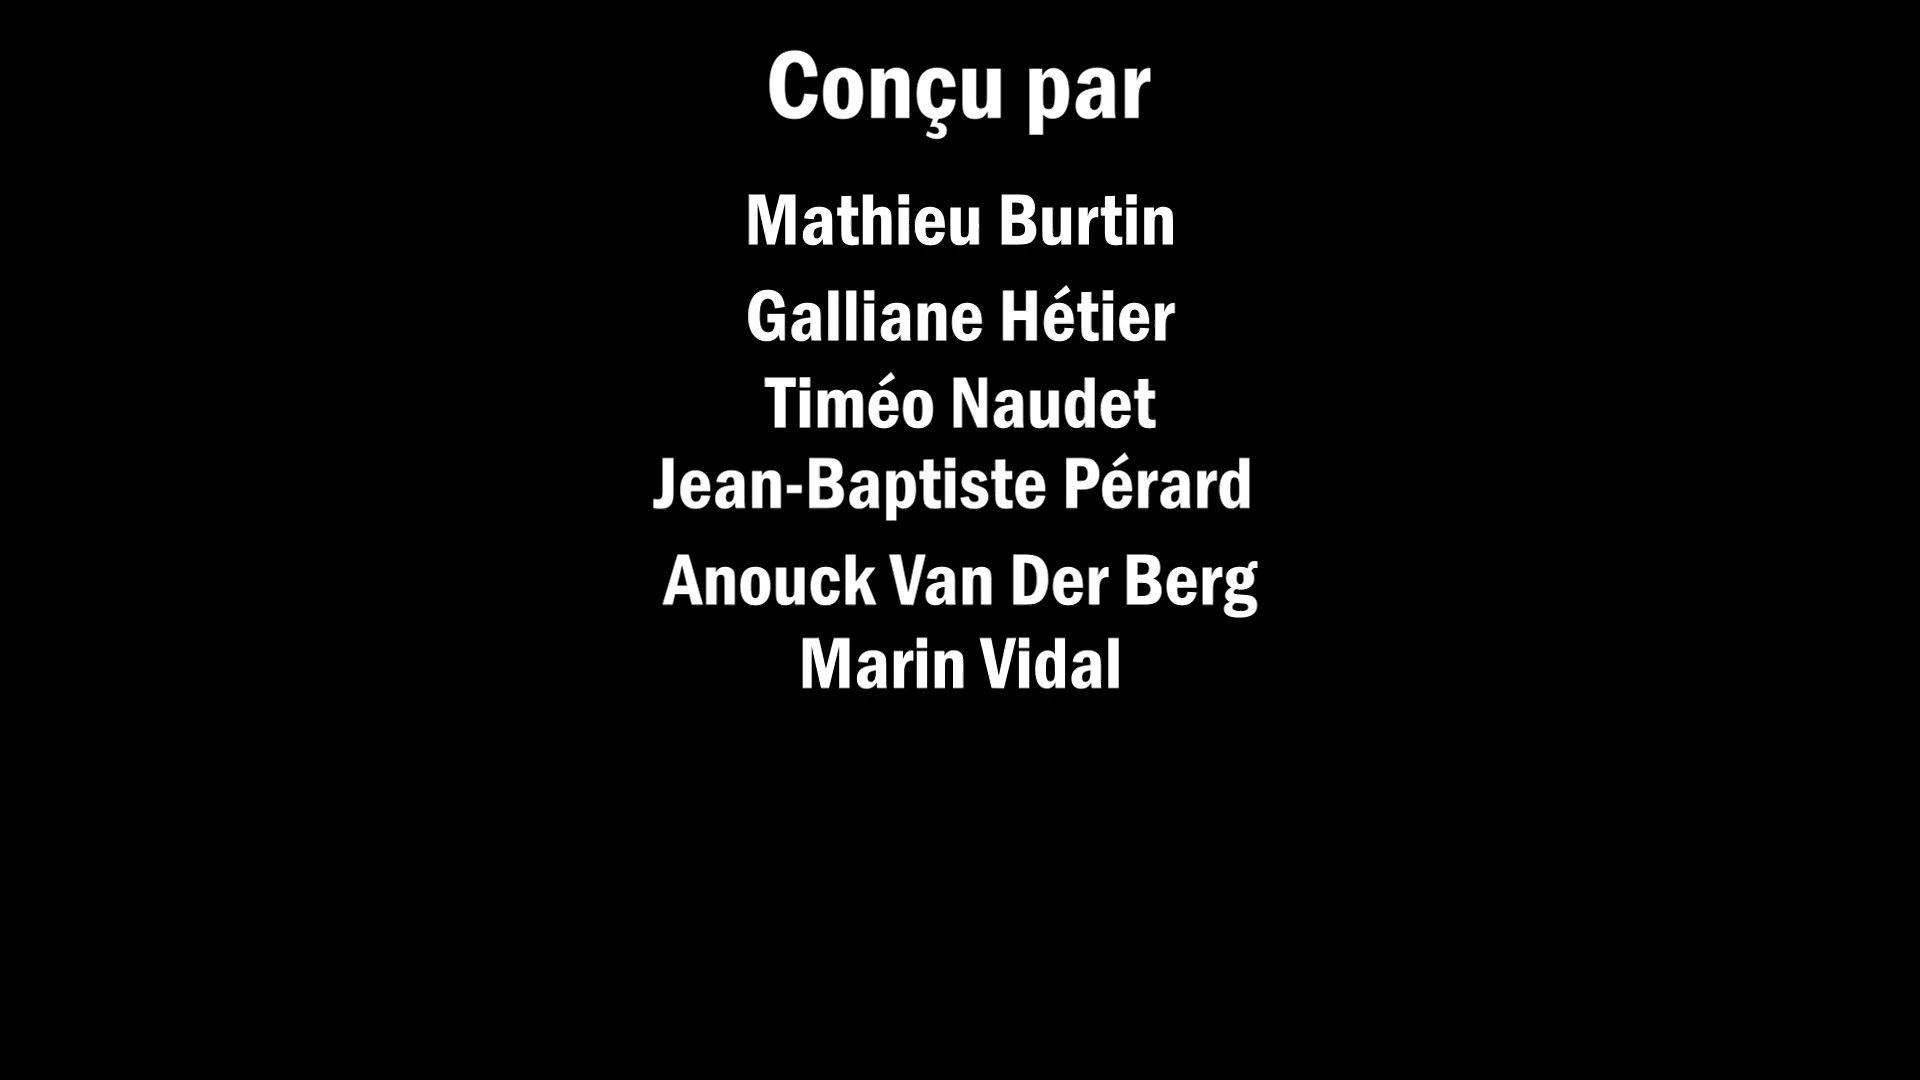 Conçu par
Mathieu Burtin
Galliane Hétier
Timéo Naudet
Jean-Baptiste Pérard
Anouck Van Der Berg
Marin Vidal